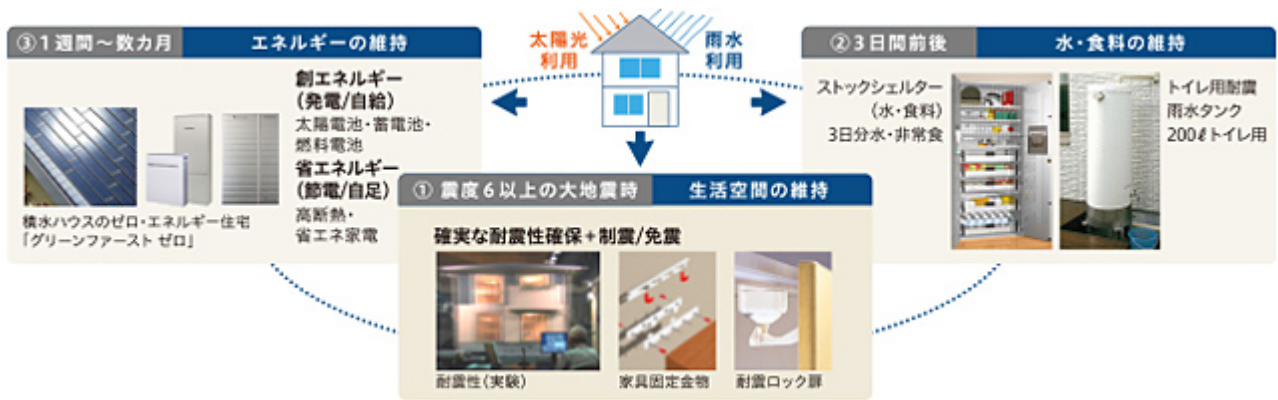 ③1週間～数カ月 エネルギーの維持
創エネルギー
(発電/自給)
太陽電池・蓄電池・
燃料電池
省エネルギー
(節電/自足)
高断熱・
省エネ家電
積水ハウスのゼロ・エネルギー住宅
「グリーンファースト ゼロ」
太陽光
利用
雨水
利用
②3日間前後 水・食料の維持
ストックシェルター
(水・食料)
3日分水・非常食
トイレ用耐震
雨水タンク
200ℓトイレ用
① 震度6以上の大地震時 生活空間の維持
確実な耐震性確保+制震/免震
耐震性(実験)
家具固定金物
耐震ロック扉